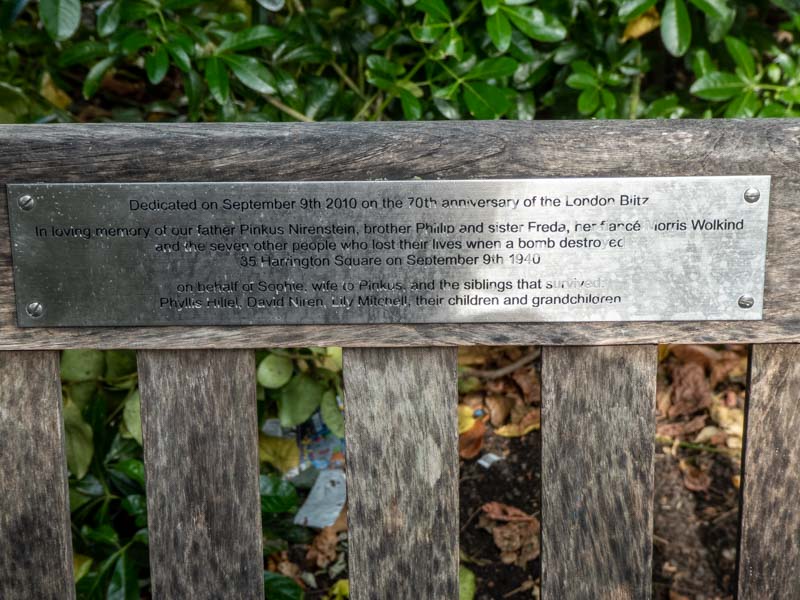 Dedicated on September 9th 2010 on the 70th anniversary of the London Blitz
In loving memory of our father Pinkus Nirenstein, brother Phillip and sister Freda, her fiancé Morris Wolkind
and the seven other people who lost their lives when a bomb destroyed
35 Harrington Square on September 9th 1940
on behalf of Sophie, wife to Pinkus, and the siblings that survived:
Phyllis Hillel, David Niren, Lily Mitchell, their children and grandchildren